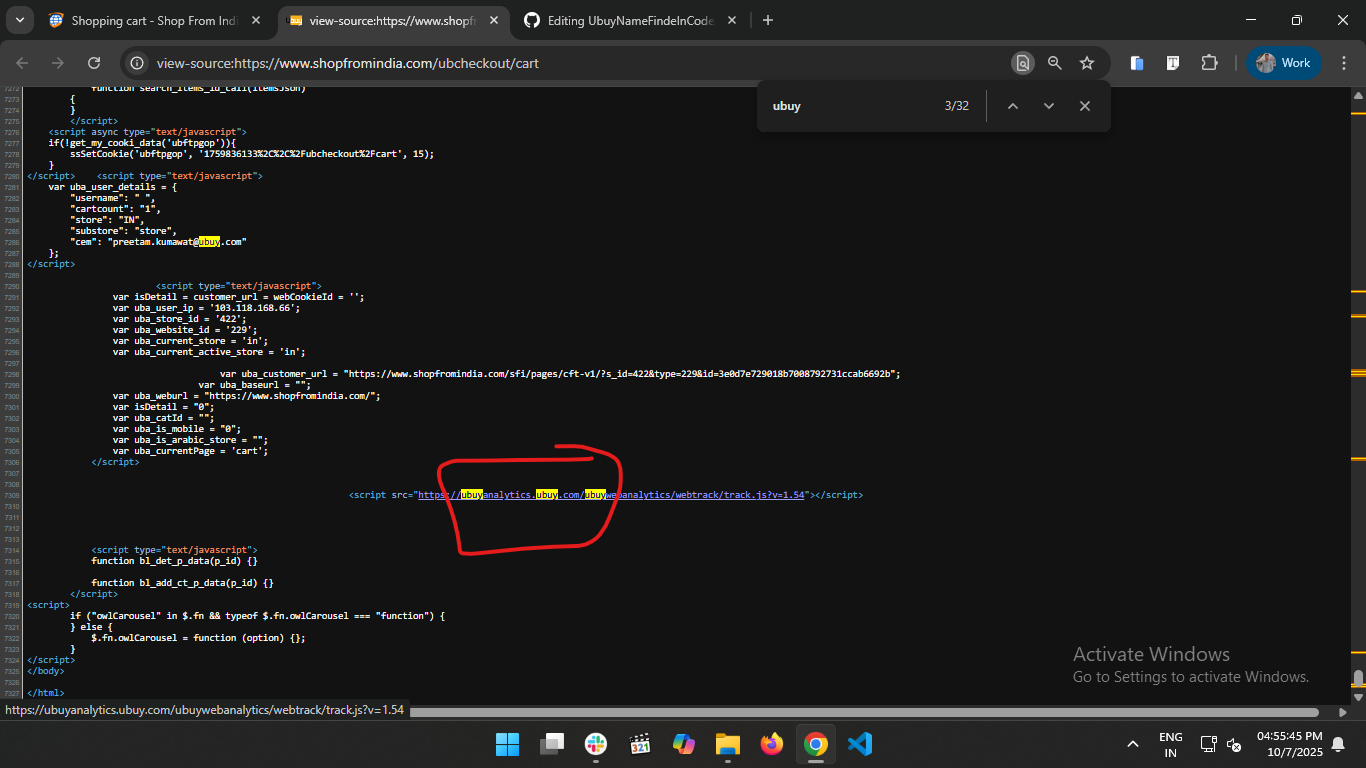 Shopping cart - Shop From Indi
view-source:https://www.shopf
Editing UbuyNameFindeInCode
view-source:https://www.shopfromindia.com/ubcheckout/cart
Work
ubuy
3/32
7272 function search_items_id_call(itemsJson)
7273 {
7274 }
7275 </script>
7276 <script async type="text/javascript">
7277 if(!get_my_cooki_data('ubftpgop')){
7278 ssSetCookie('ubftpgop', '1759836133%2C%2C%2Fubcheckout%2Fcart', 15);
7279 }
7280 </script> <script type="text/javascript">
7281 var uba_user_details = {
7282 "username": " ",
7283 "cartcount": "1",
7284 "store": "IN",
7285 "substore": "store",
7286 "cem": "preetam.kumawat@ubuy.com"
7287 };
7288 </script>
7289
7290 <script type="text/javascript">
7291 var isDetail = customer_url = webCookieId = '';
7292 var uba_user_ip = '103.118.168.66';
7293 var uba_store_id = '422';
7294 var uba_website_id = '229';
7295 var uba_current_store = 'in';
7296 var uba_current_active_store = 'in';
7297
7298 var uba_customer_url = "https://www.shopfromindia.com/sfi/pages/cft-v1/?s_id=422&type=229&id=3e0d7e729018b7008792731ccab6692b";
7299 var uba_baseurl = "";
7300 var uba_weburl = "https://www.shopfromindia.com/";
7301 var isDetail = "0";
7302 var uba_catId = "";
7303 var uba_is_mobile = "0";
7304 var uba_is_arabic_store = "";
7305 var uba_currentPage = 'cart';
7306 </script>
7307
7308
7309 <script src="https://ubuyanalytics.ubuy.com/ubuywebanalytics/webtrack/track.js?v=1.54"></script>
7310
7311
7312
7313
7314 <script type="text/javascript">
7315 function bl_det_p_data(p_id) {}
7316
7317 function bl_add_ct_p_data(p_id) {}
7318 </script>
7319 <script>
7320 if ("owlCarousel" in $.fn && typeof $.fn.owlCarousel === "function") {
7321 } else {
7322 $.fn.owlCarousel = function (option) {};
7323 }
7324 </script>
7325 </body>
7326
7327 </html>
Activate Windows
Go to Settings to activate Windows.
https://ubuyanalytics.ubuy.com/ubuywebanalytics/webtrack/track.js?v=1.54
321
ENG
IN
04:55:45 PM
10/7/2025